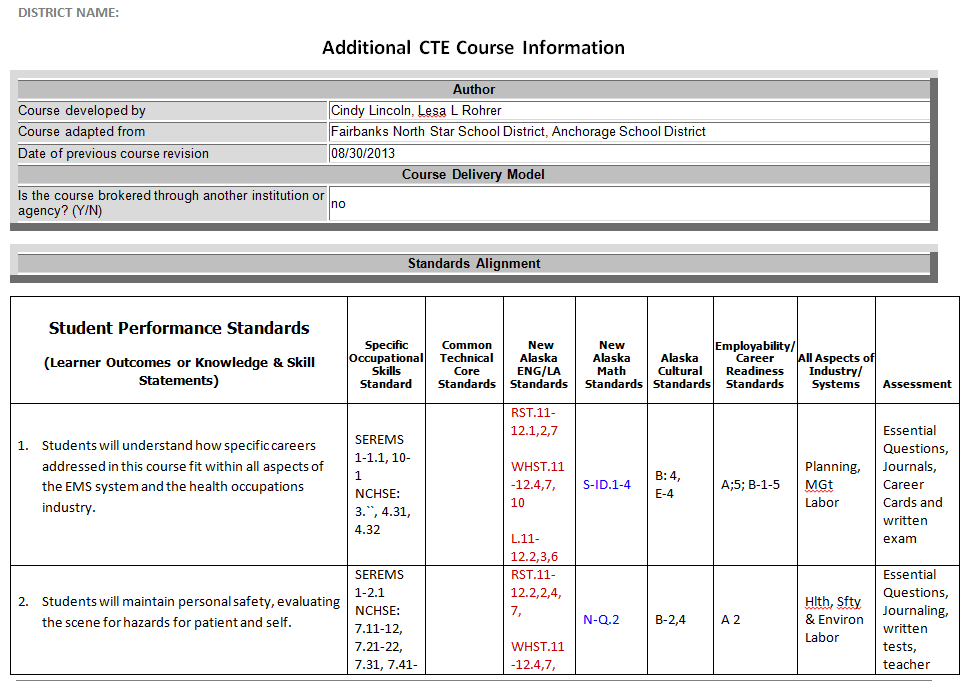 DISTRICT NAME:
Additional CTE Course Information
Author
Course developed by
Cindy Lincoln, Lesa L Rohrer
Course adapted from
Fairbanks North Star School District, Anchorage School District
Date of previous course revision
08/30/2013
Course Delivery Model
Is the course brokered through another institution or
agency? (Y/N)
no
Standards Alignment
Student Performance Standards
(Learner Outcomes or Knowledge & Skill
Statements)
Specific
Occupational
Skills
Standard
Common
Technical
Core
Standards
New
Alaska
ENG/LA
Standards
New
Alaska
Math
Standards
Alaska
Cultural
Standards
Employability/
Career
Readiness
Standards
All Aspects of
Industry/
Systems
Assessment
1. Students will understand how specific careers
addressed in this course fit within all aspects of
the EMS system and the health occupations
industry.
SEREMS
1-1.1, 10-
1
NCHSE:
3.``, 4.31,
4.32
RST.11-
12.1,2,7
WHST.11
-12.4,7,
10
L.11-
12.2,3,6
S-ID.1-4
B: 4,
E-4
A;5; B-1-5
Planning,
MGt
Labor
Essential
Questions,
Journals,
Career
Cards and
written
exam
2. Students will maintain personal safety, evaluating
the scene for hazards for patient and self.
SEREMS
1-2.1
NCHSE:
7.11-12,
7.21-22,
7.31, 7.41-
RST.11-
12.2,2,4,
7,
WHST.11
-12.4,7,
N-Q.2
B-2,4
A 2
Hlth, Sfty
& Environ
Labor
Essential
Questions,
Journaling,
written
tests,
teacher